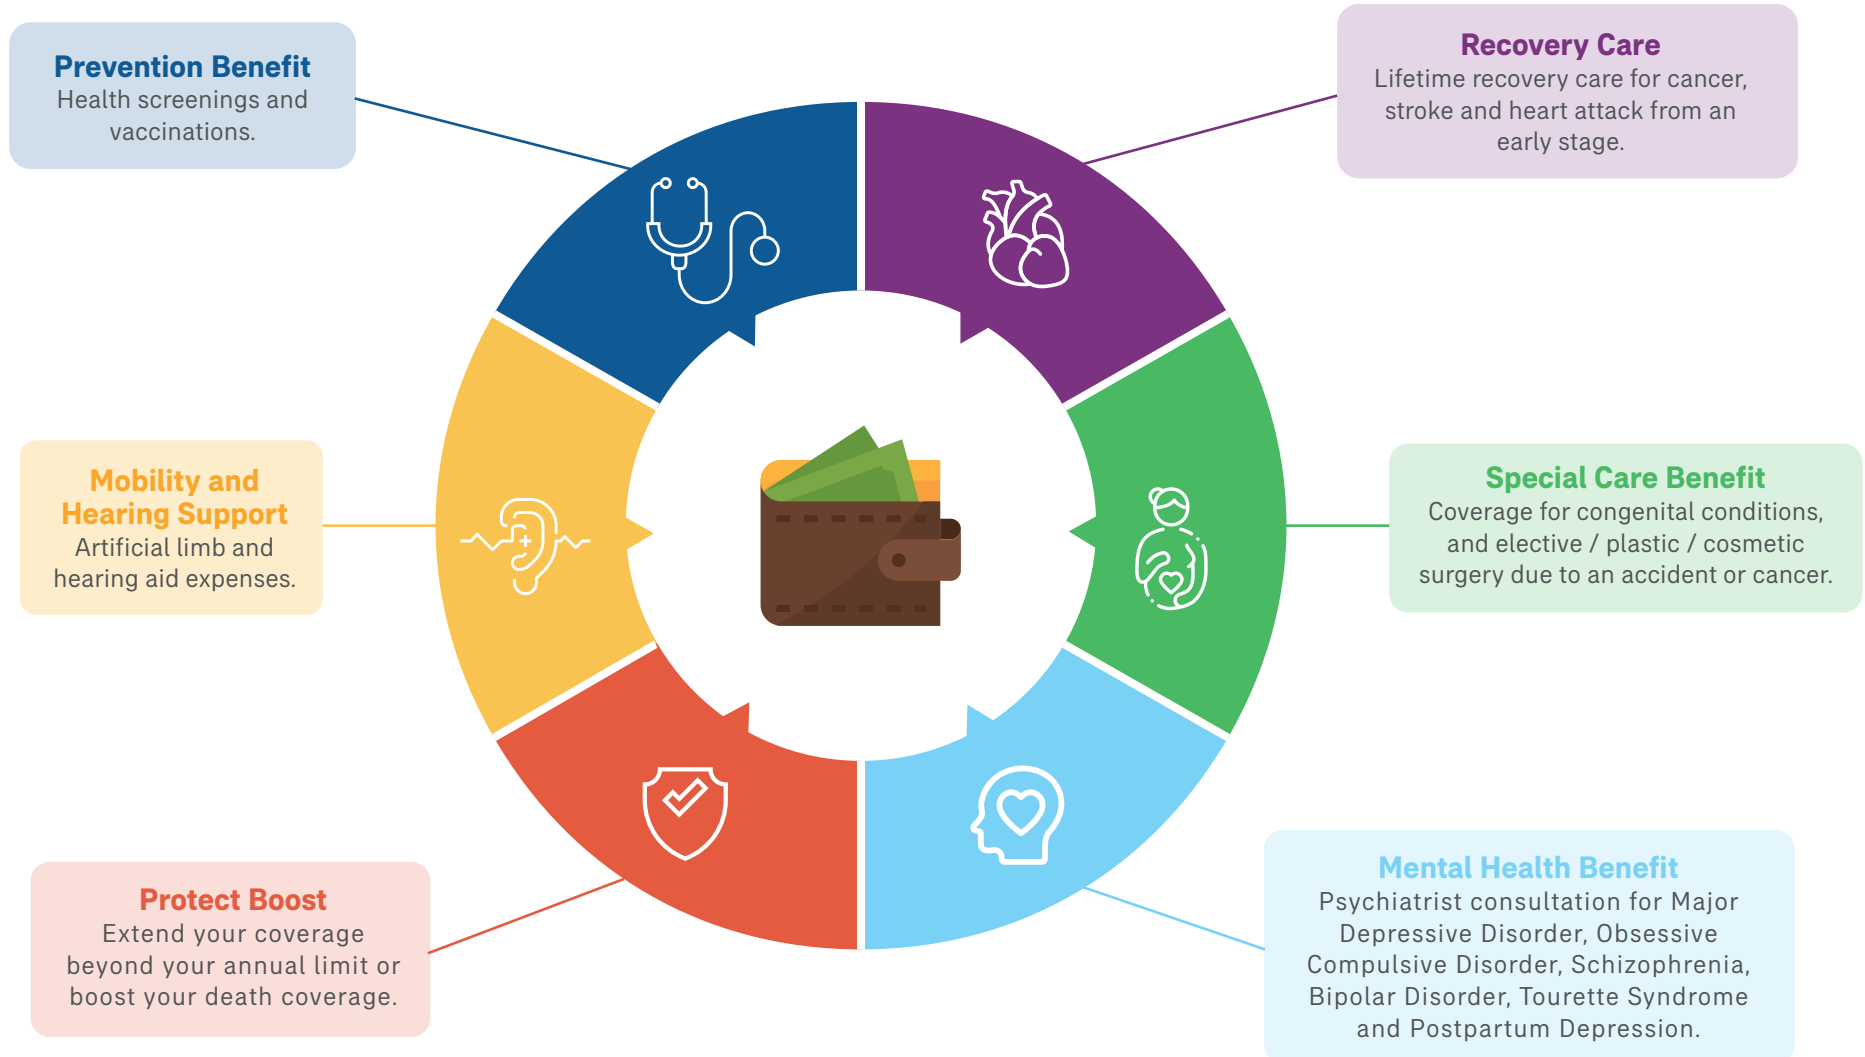 Prevention Benefit
Health screenings and
vaccinations.
Recovery Care
Lifetime recovery care for cancer,
stroke and heart attack from an
early stage.
Mobility and
Hearing Support
Artificial limb and
hearing aid expenses.
Special Care Benefit
Coverage for congenital conditions,
and elective / plastic / cosmetic
surgery due to an accident or cancer.
Protect Boost
Extend your coverage
beyond your annual limit or
boost your death coverage.
Mental Health Benefit
Psychiatrist consultation for Major
Depressive Disorder, Obsessive
Compulsive Disorder, Schizophrenia,
Bipolar Disorder, Tourette Syndrome
and Postpartum Depression.